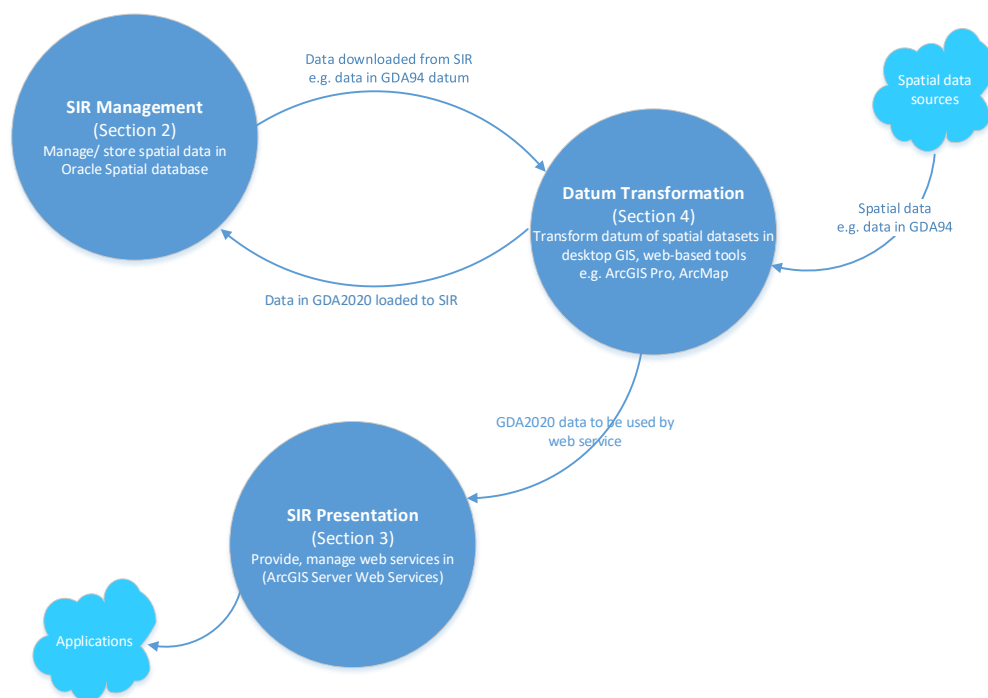 Data downloaded from SIR
e.g. data in GDA94 datum
Spatial data
sources
SIR Management
(Section 2)
Manage/ store spatial data in
Oracle Spatial database
Datum Transformation
(Section 4)
Transform datum of spatial datasets in
desktop GIS, web-based tools
e.g. ArcGIS Pro, ArcMap
Spatial data
e.g. data in GDA94
Data in GDA2020 loaded to SIR
GDA2020 data to be used by
web service
SIR Presentation
(Section 3)
Provide, manage web services in
(ArcGIS Server Web Services)
Applications